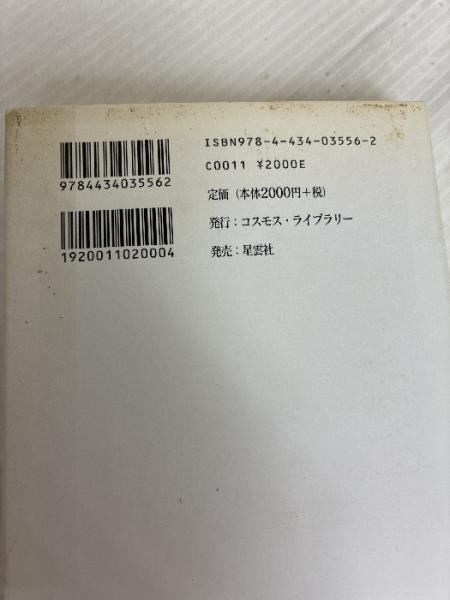 ISBN978-4-434-03556-2
C0011 ¥2000E
9784434035562
定価（本体2000円＋税）
発行：コスモス・ライブラリー
1920011020004
発売：星雲社